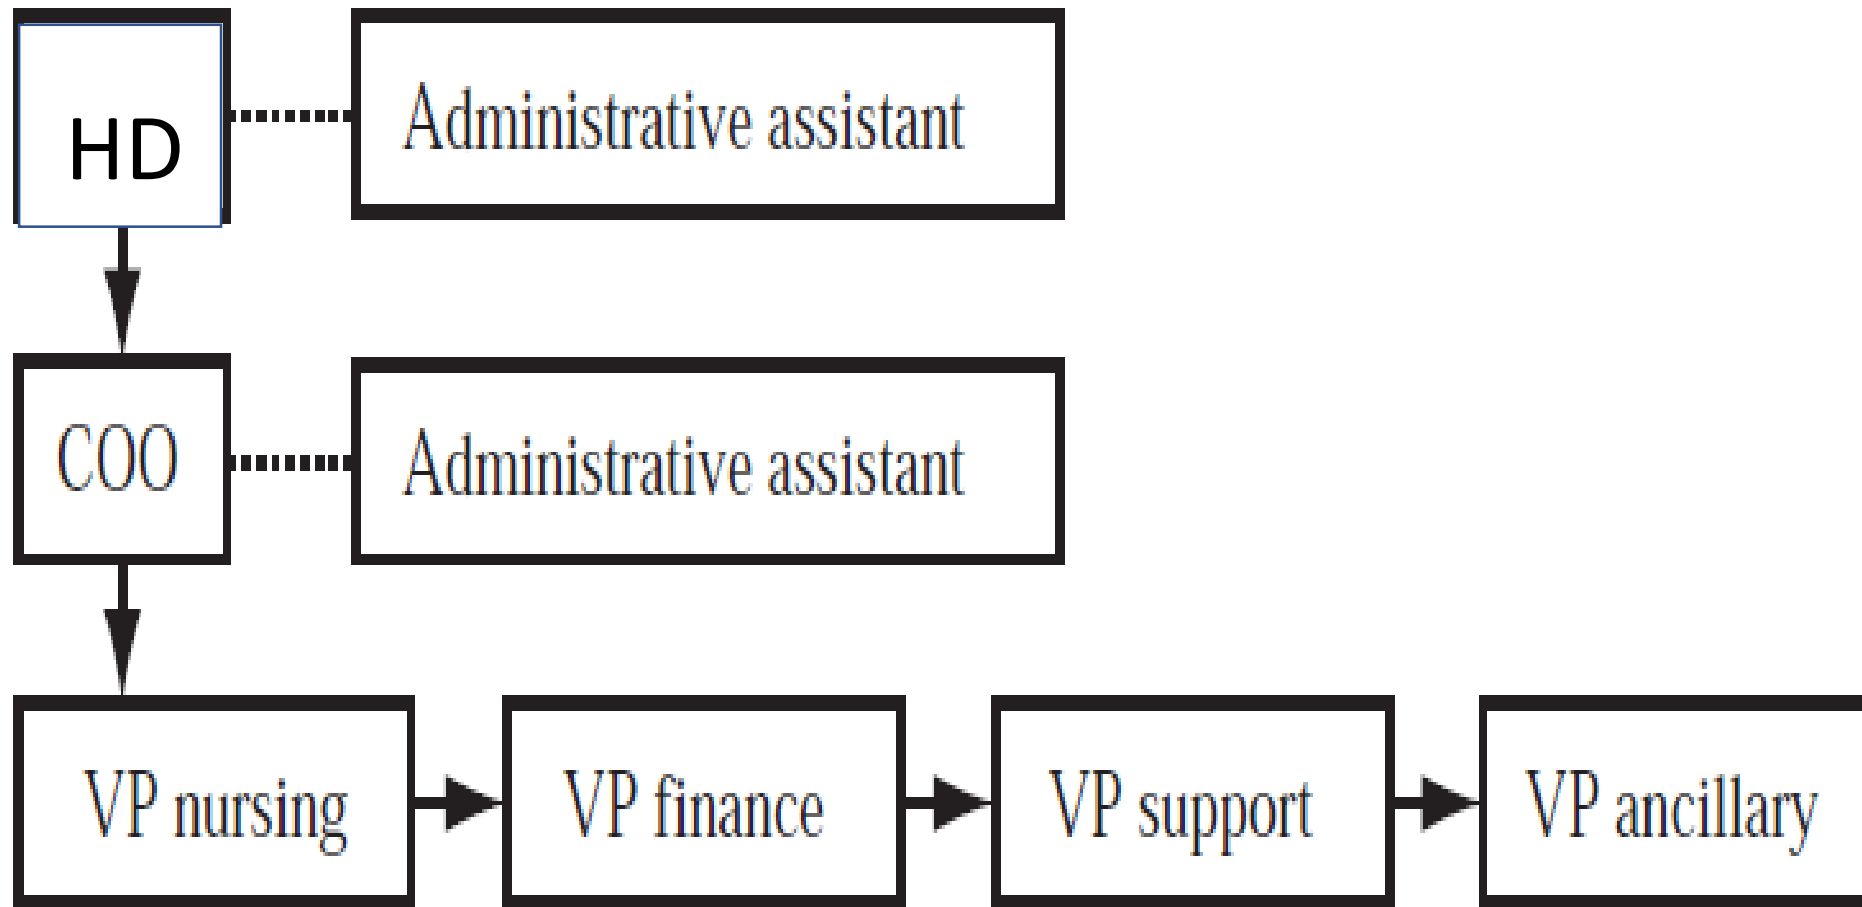 HD
Administrative assistant
COO
Administrative assistant
VP nursing
VP finance
VP support
VP ancillary